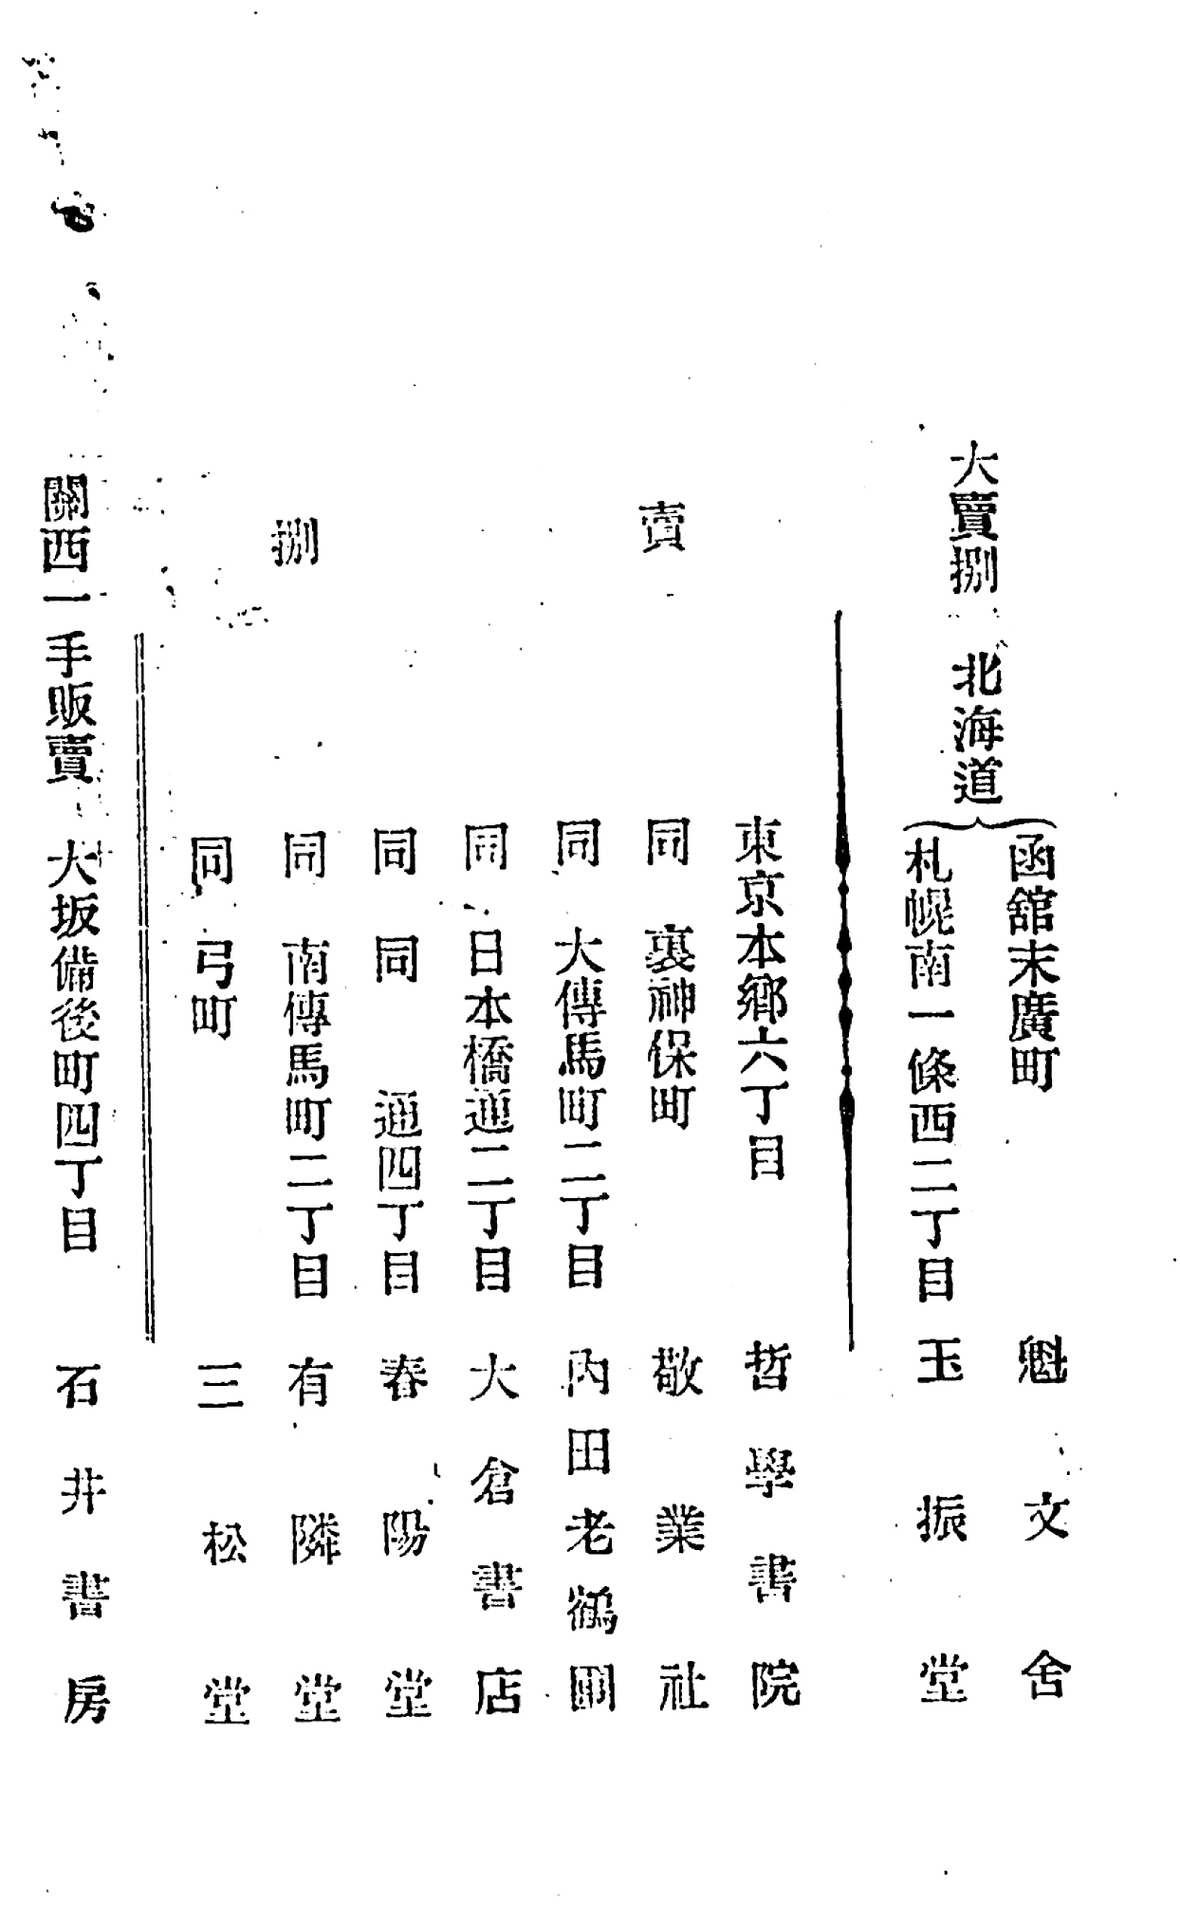 大賣捌 北海道
函舘末廣町 魁文舍
札幌南一條西二丁目 玉振堂
賣捌
東京本鄕六丁目 哲學書院
同 裏神保町 敬業社
同 大傳馬町二丁目 內田老鶴圃
同 日本橋通二丁目 大倉書店
同 同 通四丁目 春陽堂
同 南傳馬町二丁目 有隣堂
同 弓町 三松堂
關西一手販賣 大坂備後町四丁目 石井書房